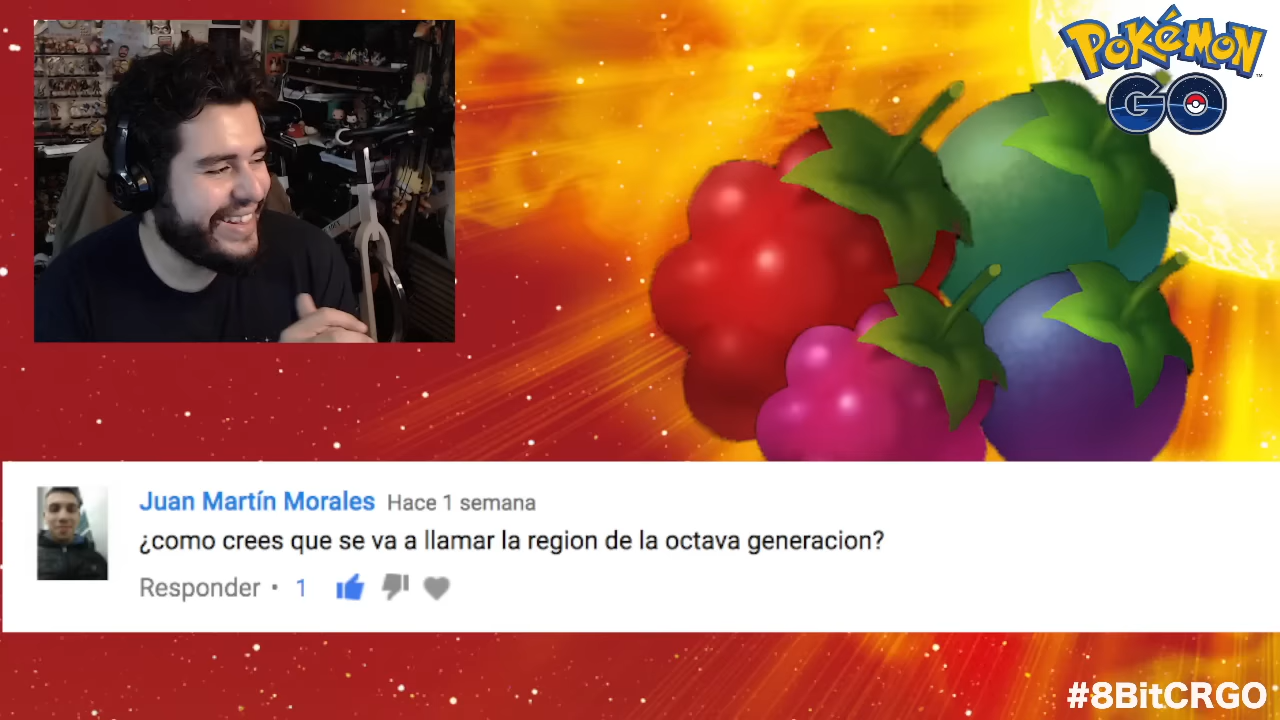 POKéMON
GO
Juan Martín Morales Hace 1 semana
¿como crees que se va a llamar la region de la octava generacion?
Responder · 1
#8BitCRGO